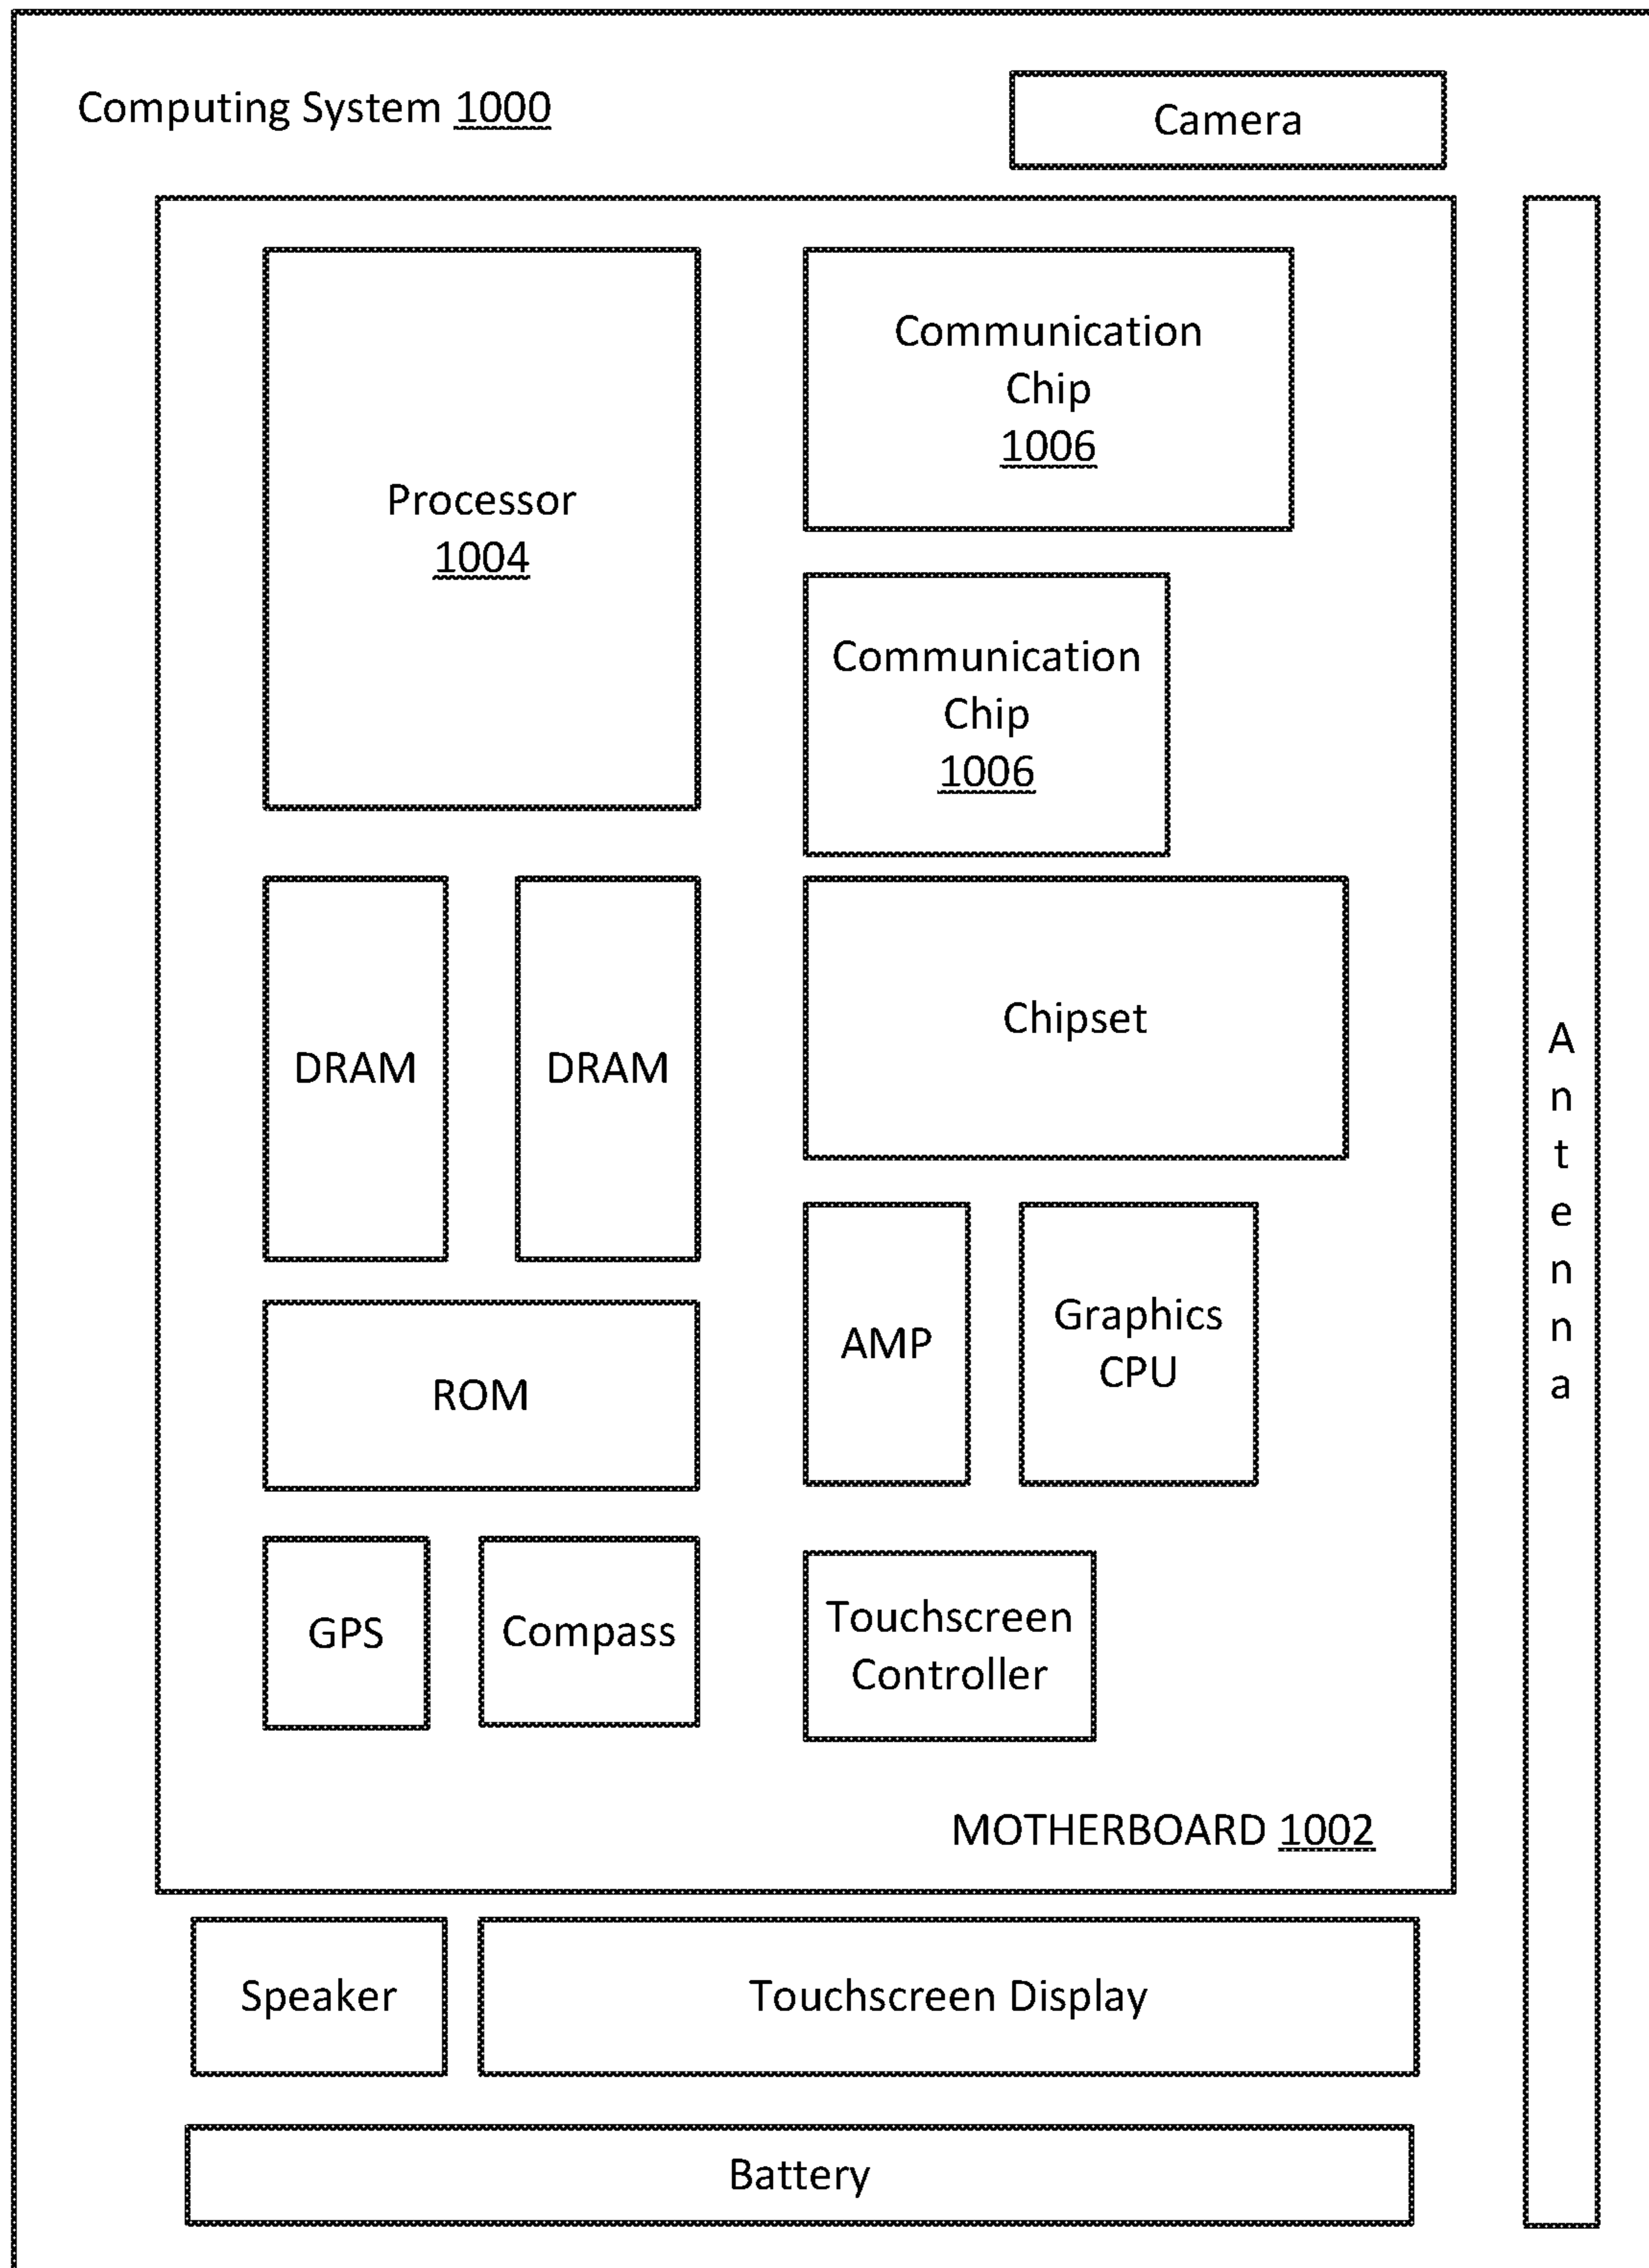 Computing System 1000
Camera
Communication
Chip
1006
Processor
1004
Communication
Chip
1006
DRAM
DRAM
Chipset
Antenna
AMP
Graphics
CPU
ROM
GPS
Compass
Touchscreen
Controller
MOTHERBOARD 1002
Speaker
Touchscreen Display
Battery